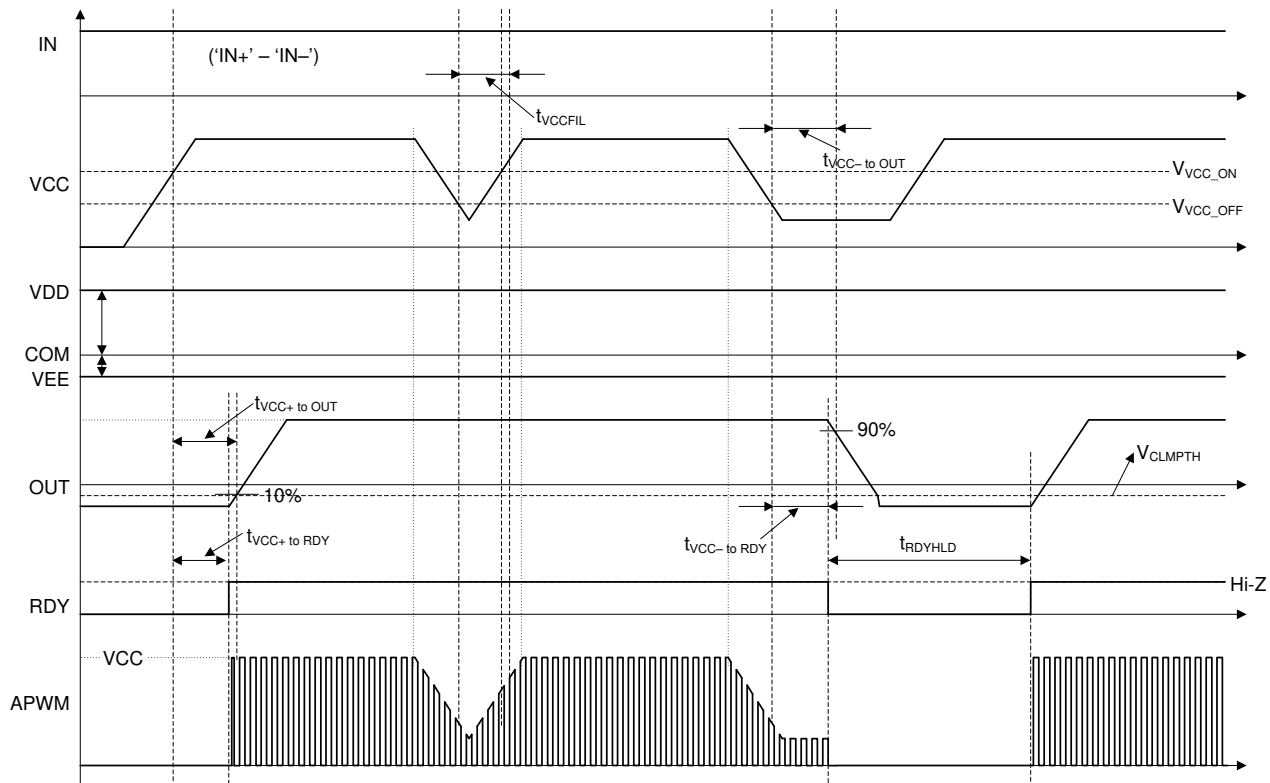 IN
('IN+' – 'IN–')
tVCCFIL
tVCC– to OUT
VCC
VVCC_ON
VVCC_OFF
VDD
COM
VEE
tVCC+ to OUT
90%
VCLMPTH
OUT
10%
tVCC+ to RDY
tVCC– to RDY
tRDYHLD
Hi-Z
RDY
VCC
APWM